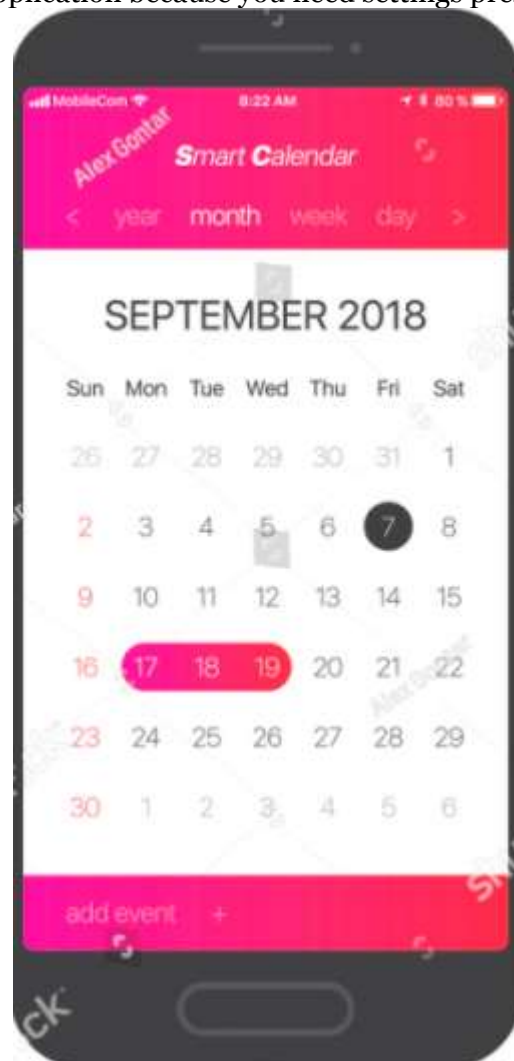 plication because you need settings pre
MobileCom 8:22 AM 80 %
Alex Gontar
Smart Calendar
< year month week day >
SEPTEMBER 2018
Sun Mon Tue Wed Thu Fri Sat
26 27 28 29 30 31 1
2 3 4 5 6 7 8
9 10 11 12 13 14 15
16 17 18 19 20 21 22
Alex Gontar
23 24 25 26 27 28 29
30 1 2 3 4 5 6
add event +